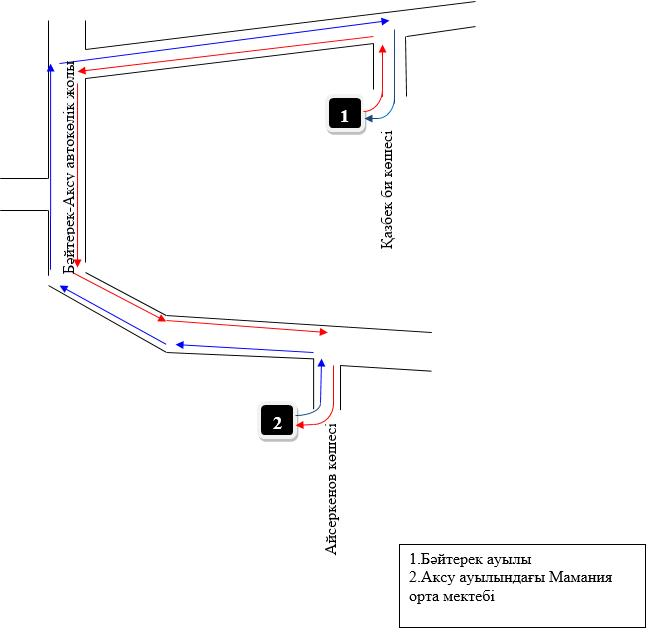 Бәйтерек-Ақсу автокөлік жолы
1
Қазбек би көшесі
2
Айсеркенов көшесі
1.Бәйтерек ауылы
2.Аксу ауылындағы Мамания
орта мектебі